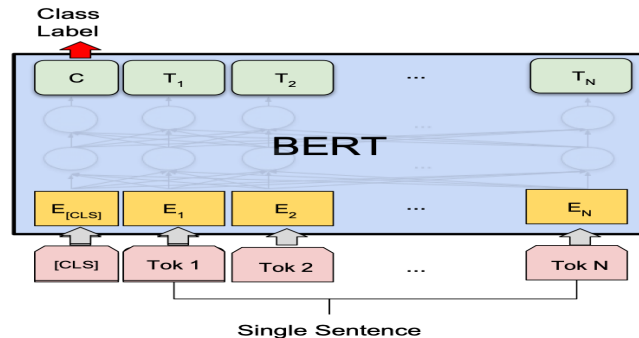 Class
Label
C T1 T2 ... TN
...
BERT
...
E[CLS] E1 E2 ... EN
[CLS] Tok 1 Tok 2 ... Tok N
Single Sentence